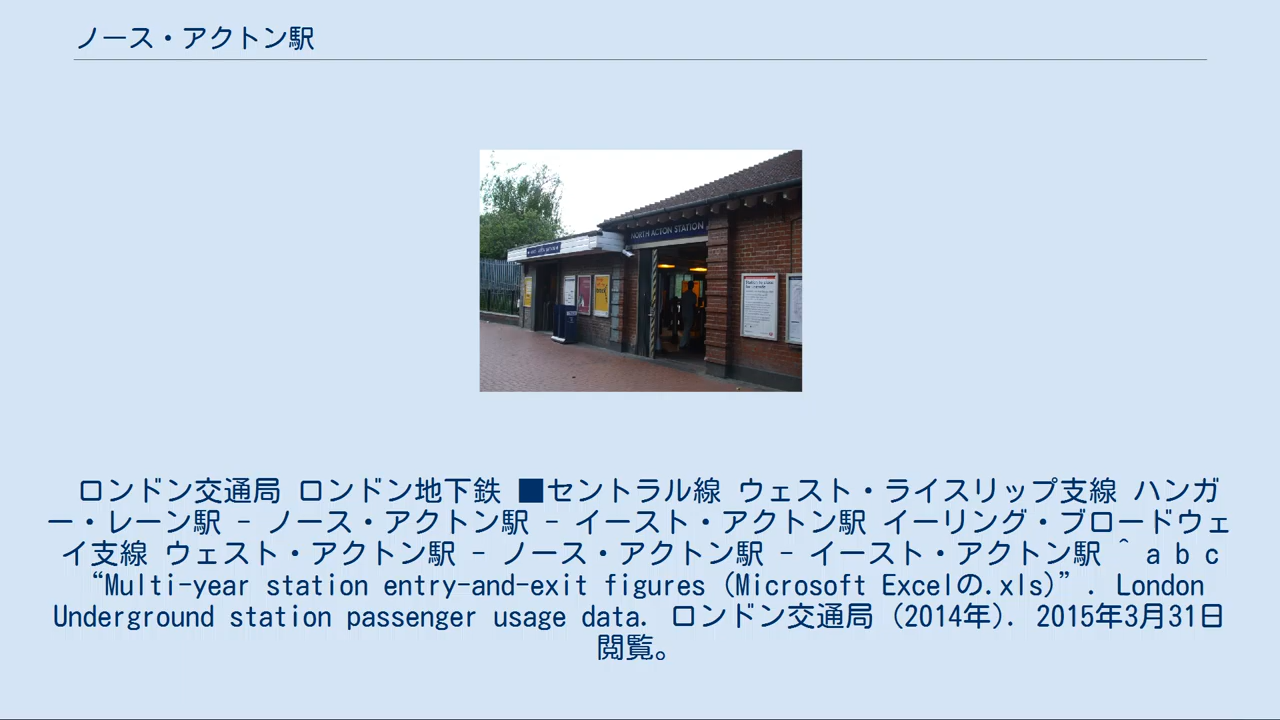 ノース・アクトン駅
NORTH ACTON STATION
ロンドン交通局 ロンドン地下鉄 ■セントラル線 ウェスト・ライスリップ支線 ハンガ
ー・レーン駅 - ノース・アクトン駅 - イースト・アクトン駅 イーリング・ブロードウェ
イ支線 ウェスト・アクトン駅 - ノース・アクトン駅 - イースト・アクトン駅 ^ a b c
“Multi-year station entry-and-exit figures (Microsoft Excelの.xls)”. London
Underground station passenger usage data. ロンドン交通局 (2014年). 2015年3月31日
閲覧。